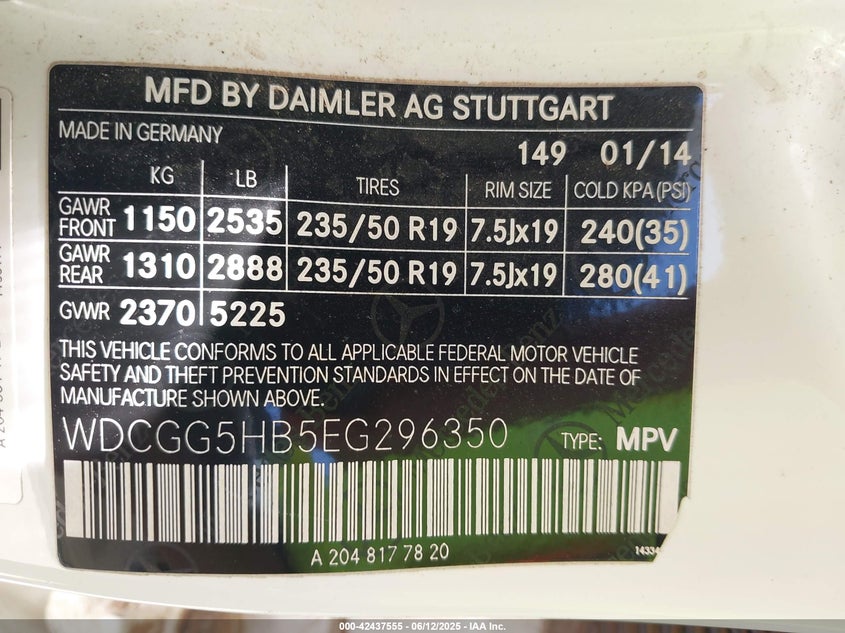 MFD BY DAIMLER AG STUTTGART
MADE IN GERMANY
149 01/14
KG LB TIRES RIM SIZE COLD KPA(PSI)
GAWR FRONT 1150 2535 235/50 R19 7.5Jx19 240(35)
GAWR REAR 1310 2888 235/50 R19 7.5Jx19 280(41)
GVWR 2370 5225
THIS VEHICLE CONFORMS TO ALL APPLICABLE FEDERAL MOTOR VEHICLE
SAFETY AND THEFT PREVENTION STANDARDS IN EFFECT ON THE DATE OF
MANUFACTURE SHOWN ABOVE.
WDCGG5HB5EG296350 TYPE: MPV
A 204 817 78 20
14334
Mercedes-Benz
000-42437555 - 06/12/2025 - IAA Inc.